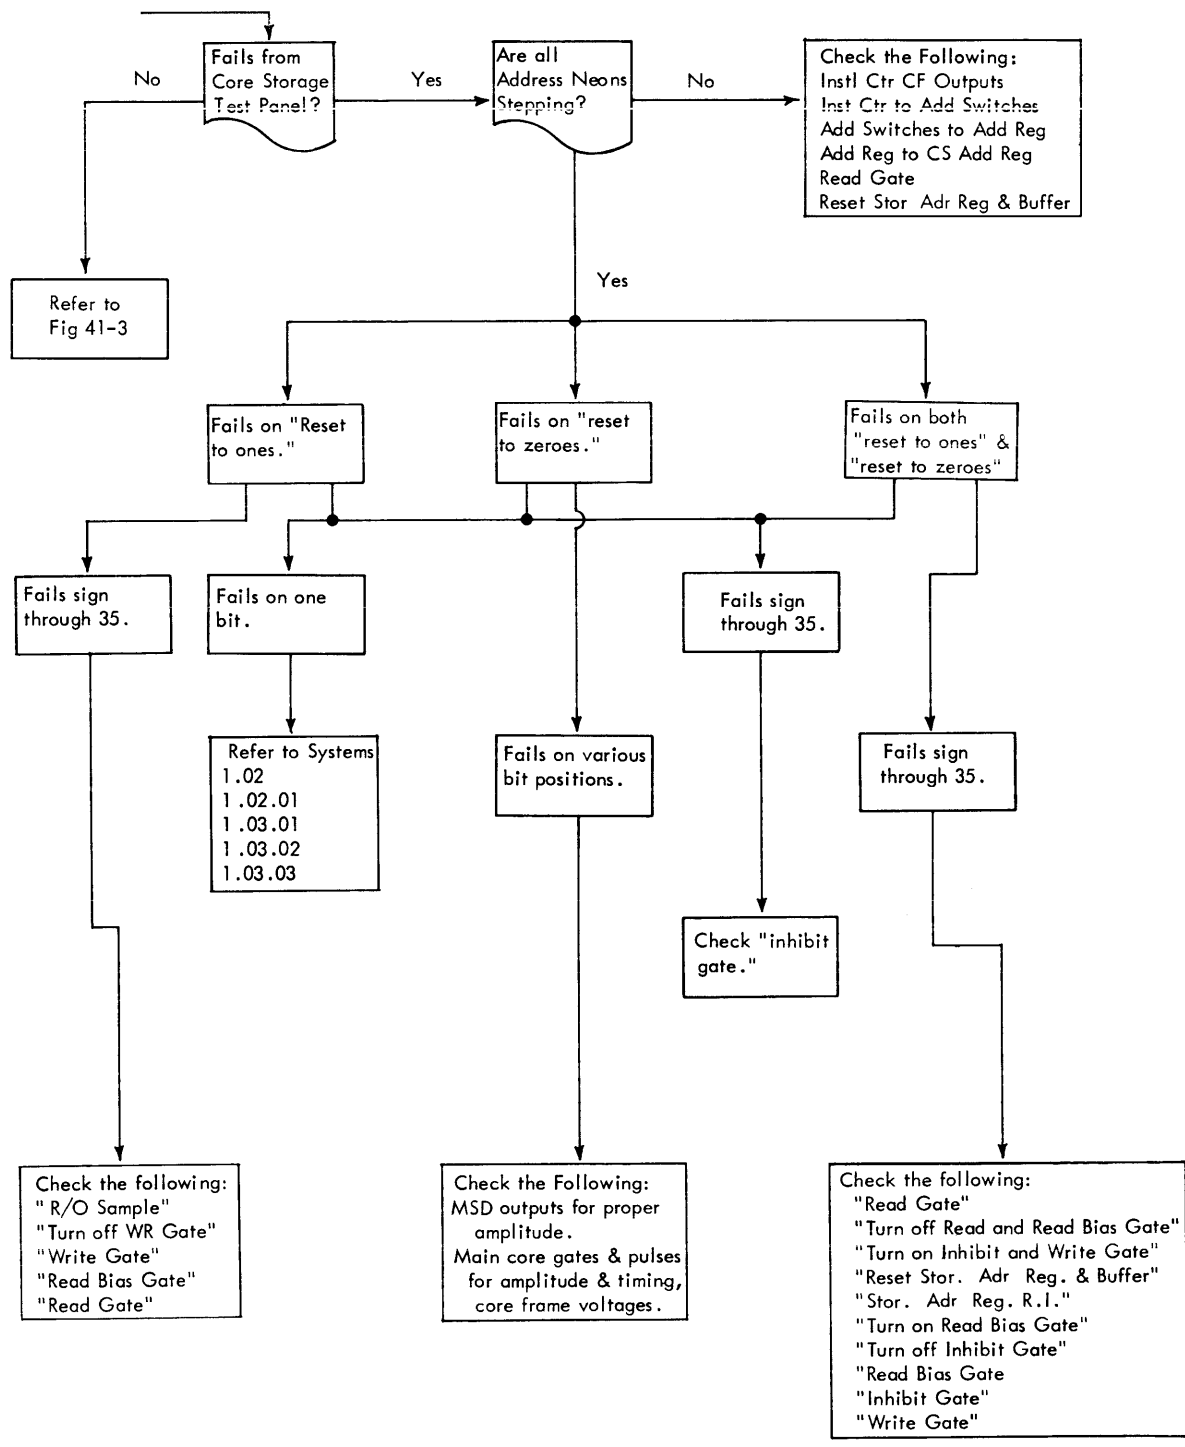 Fails from
Core Storage
Test Panel?
No
Yes
Are all
Address Neons
Stepping?
No
Check the Following:
Instl Ctr CF Outputs
Inst Ctr to Add Switches
Add Switches to Add Reg
Add Reg to CS Add Reg
Read Gate
Reset Stor Adr Reg & Buffer
Refer to
Fig 41-3
Yes
Fails on "Reset
to ones."
Fails on "reset
to zeroes."
Fails on both
"reset to ones" &
"reset to zeroes"
Fails sign
through 35.
Fails on one
bit.
Fails sign
through 35.
Refer to Systems
1.02
1.02.01
1.03.01
1.03.02
1.03.03
Fails on various
bit positions.
Fails sign
through 35.
Check "inhibit
gate."
Check the following:
"R/O Sample"
"Turn off WR Gate"
"Write Gate"
"Read Bias Gate"
"Read Gate"
Check the Following:
MSD outputs for proper
amplitude.
Main core gates & pulses
for amplitude & timing,
core frame voltages.
Check the following:
"Read Gate"
"Turn off Read and Read Bias Gate"
"Turn on Inhibit and Write Gate"
"Reset Stor. Adr Reg. & Buffer"
"Stor. Adr Reg. R.I."
"Turn on Read Bias Gate"
"Turn off Inhibit Gate"
"Read Bias Gate
"Inhibit Gate"
"Write Gate"